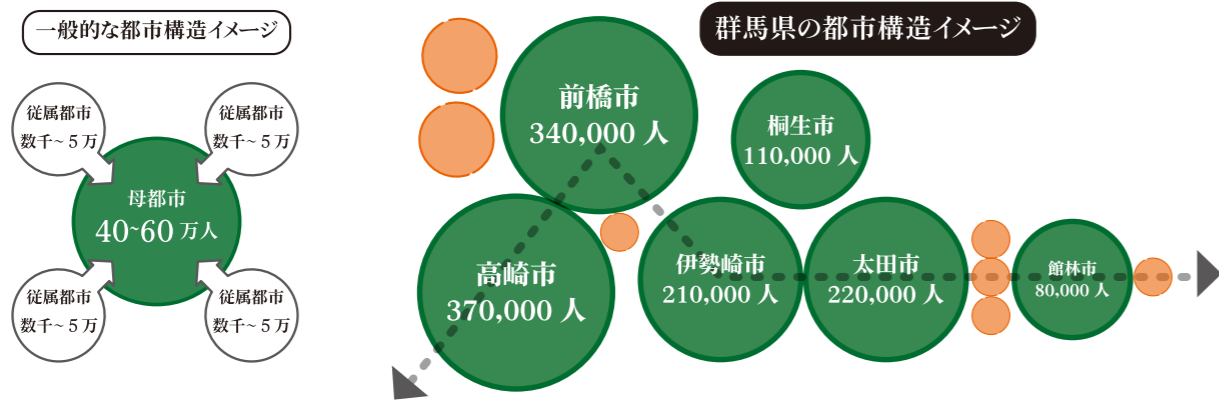 一般的な都市構造イメージ
従属都市
数千~5万
従属都市
数千~5万
母都市
40~60万人
従属都市
数千~5万
従属都市
数千~5万
群馬県の都市構造イメージ
前橋市
340,000 人
桐生市
110,000 人
高崎市
370,000 人
伊勢崎市
210,000 人
太田市
220,000 人
館林市
80,000 人